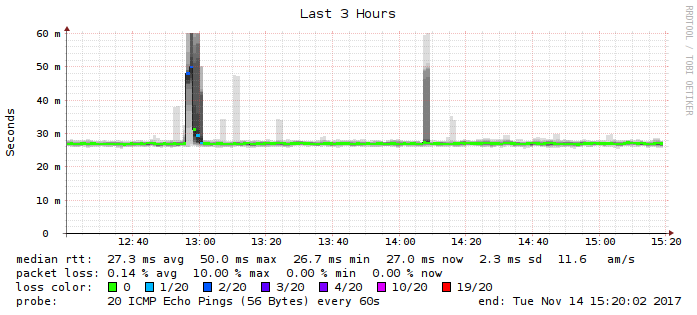 Last 3 Hours
RRDTOOL / TOBI OETIKER
Seconds
60 m
50 m
40 m
30 m
20 m
10 m
0
12:40 13:00 13:20 13:40 14:00 14:20 14:40 15:00 15:20
median rtt: 27.3 ms avg 50.0 ms max 26.7 ms min 27.0 ms now 2.3 ms sd 11.6 am/s
packet loss: 0.14 % avg 10.00 % max 0.00 % min 0.00 % now
loss color: 0 1/20 2/20 3/20 4/20 10/20 19/20
probe: 20 ICMP Echo Pings (56 Bytes) every 60s end: Tue Nov 14 15:20:02 2017